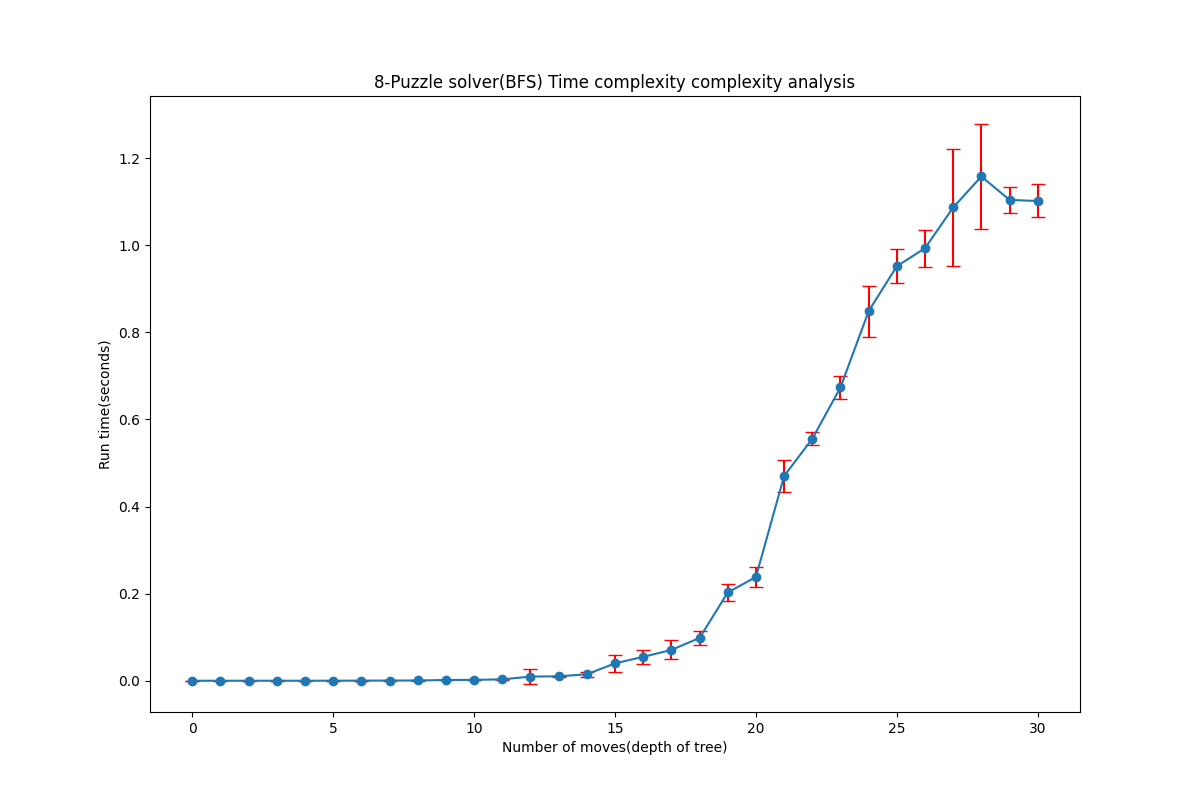 8-Puzzle solver(BFS) Time complexity complexity analysis
1.2
1.0
0.8
0.6
0.4
0.2
0.0
Run time(seconds)
0 5 10 15 20 25 30
Number of moves(depth of tree)